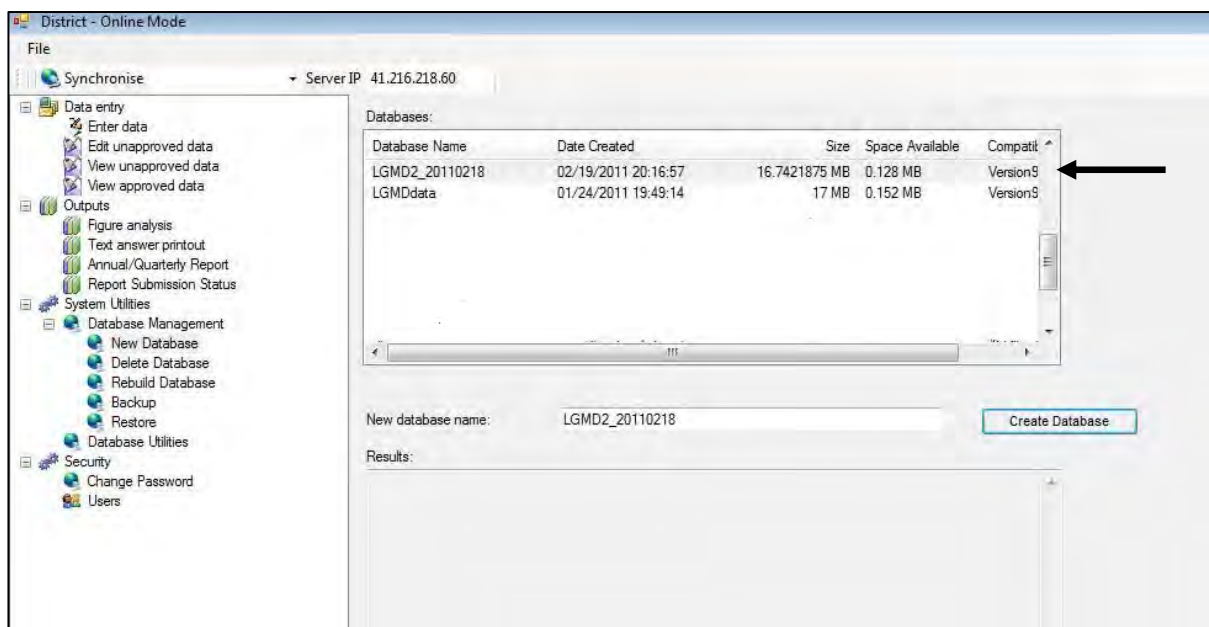 District - Online Mode
File
Synchronise Server IP 41.216.218.60
Data entry
Enter data
Edit unapproved data
View unapproved data
View approved data
Outputs
Figure analysis
Text answer printout
Annual/Quarterly Report
Report Submission Status
System Utilities
Database Management
New Database
Delete Database
Rebuild Database
Backup
Restore
Database Utilities
Security
Change Password
Users
Databases:
Database Name Date Created Size Space Available Compatit
LGMD2_20110218 02/19/2011 20:16:57 16.7421875 MB 0.128 MB Version9
LGMDdata 01/24/2011 19:49:14 17 MB 0.152 MB Version9
New database name: LGMD2_20110218 Create Database
Results: